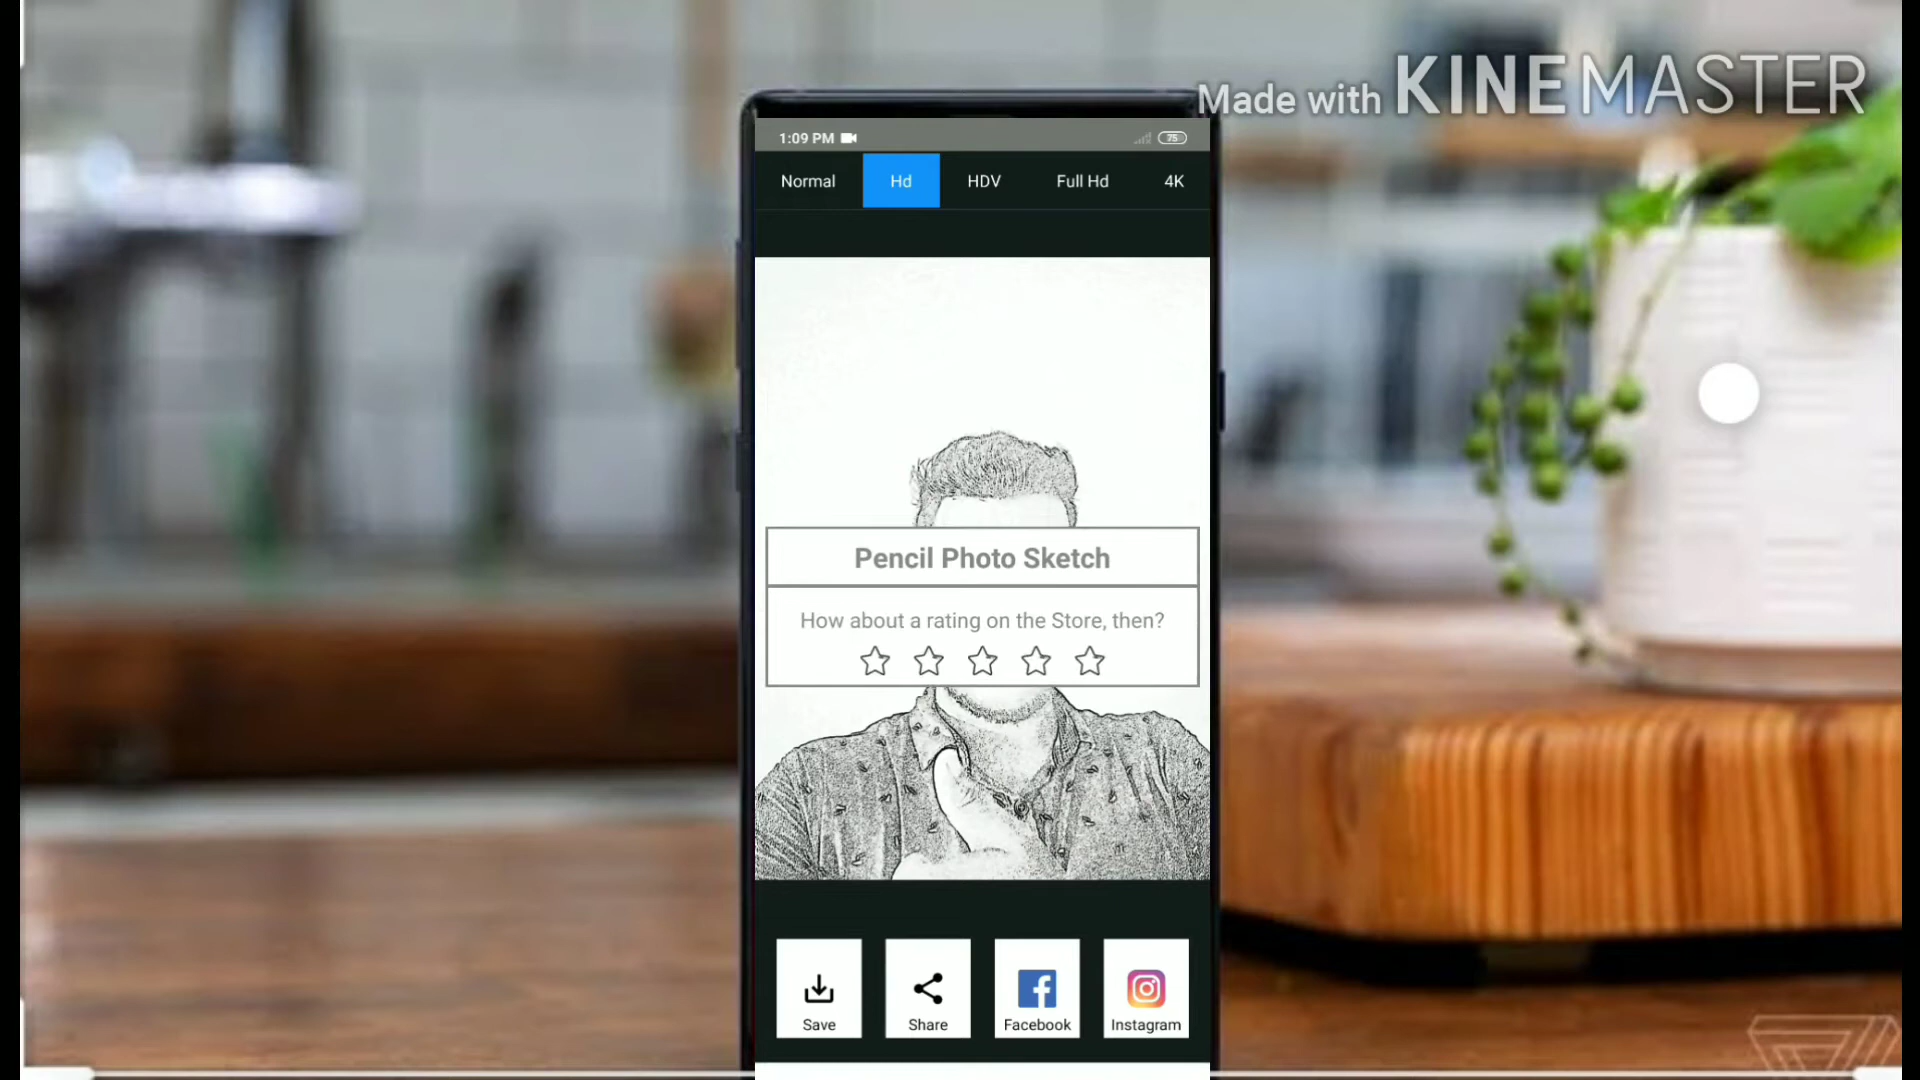 Made with KINEMASTER
1:09 PM 75
Normal Hd HDV Full Hd 4K
Pencil Photo Sketch
How about a rating on the Store, then?
Save Share Facebook Instagram